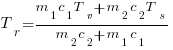 T_r = (m_1 c_1 T_v + m_2 c_2 T_s) / (m_2 c_2 + m_1 c_1)